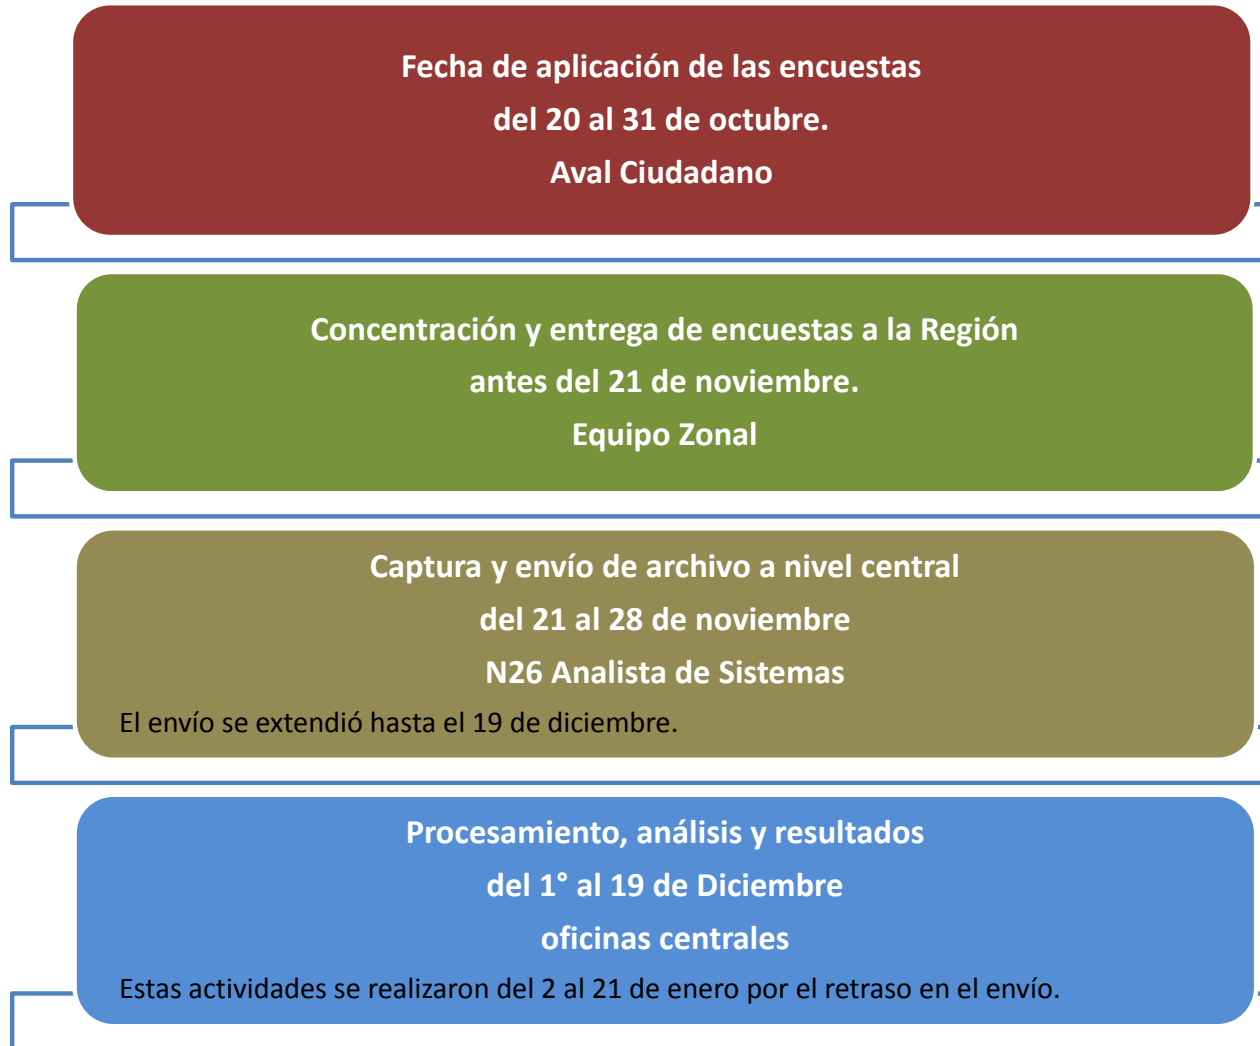 Fecha de aplicación de las encuestas
del 20 al 31 de octubre.
Aval Ciudadano
Concentración y entrega de encuestas a la Región
antes del 21 de noviembre.
Equipo Zonal
Captura y envío de archivo a nivel central
del 21 al 28 de noviembre
N26 Analista de Sistemas
El envío se extendió hasta el 19 de diciembre.
Procesamiento, análisis y resultados
del 1° al 19 de Diciembre
oficinas centrales
Estas actividades se realizaron del 2 al 21 de enero por el retraso en el envío.